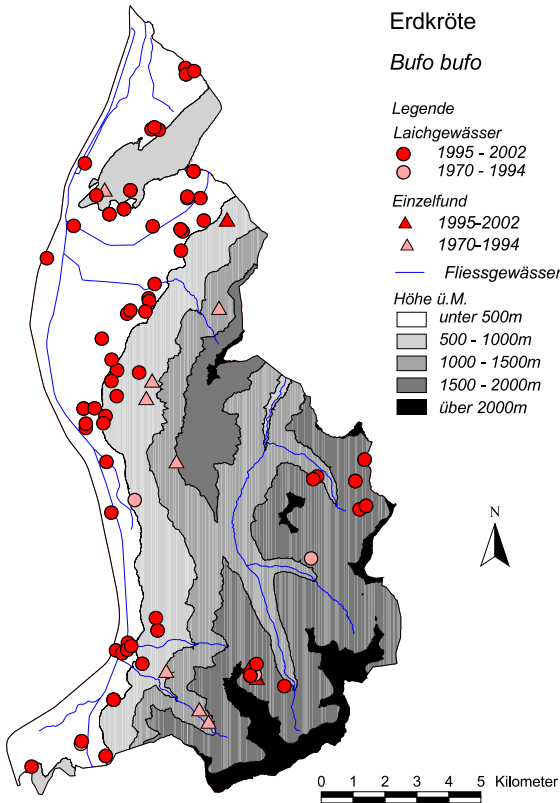 Erdkröte
Bufo bufo
Legende
Laichgewässer
1995 - 2002
1970 - 1994
Einzelfund
1995-2002
1970-1994
Fliessgewässer
Höhe ü.M.
unter 500m
500 - 1000m
1000 - 1500m
1500 - 2000m
über 2000m
N
0 1 2 3 4 5 Kilometer